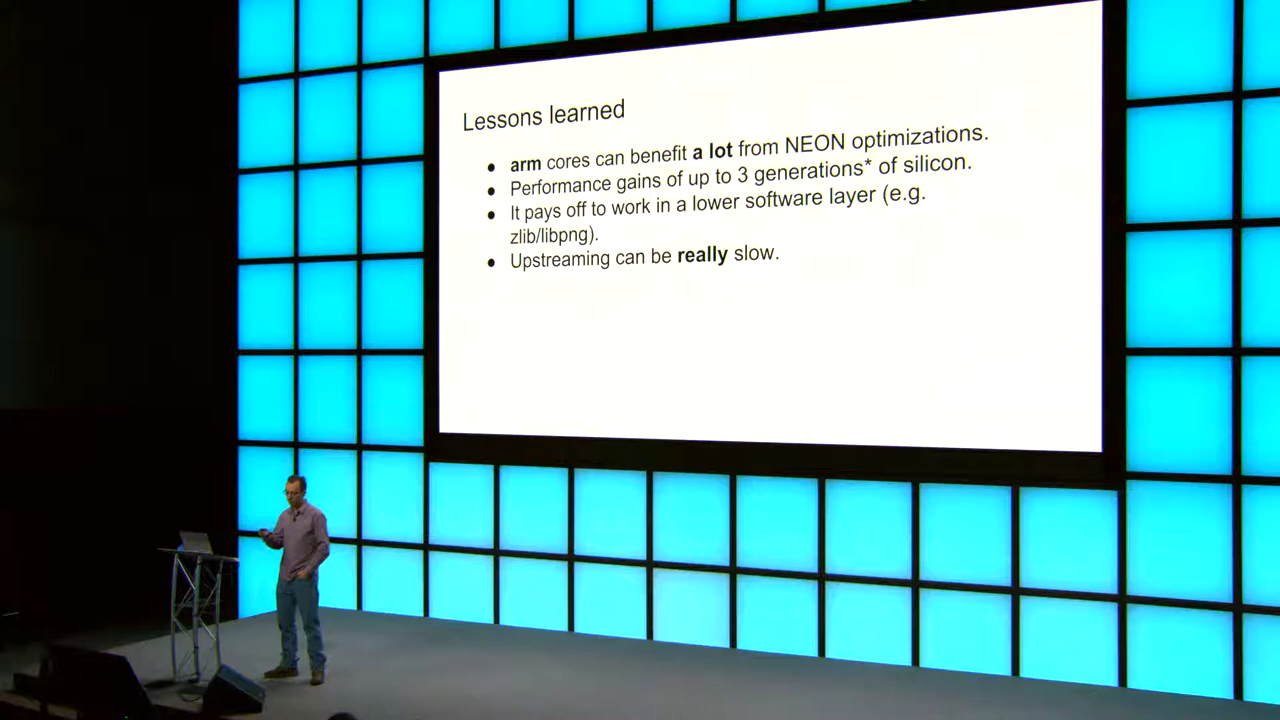 Lessons learned
● arm cores can benefit a lot from NEON optimizations.
● Performance gains of up to 3 generations* of silicon.
● It pays off to work in a lower software layer (e.g.
zlib/libpng).
● Upstreaming can be really slow.